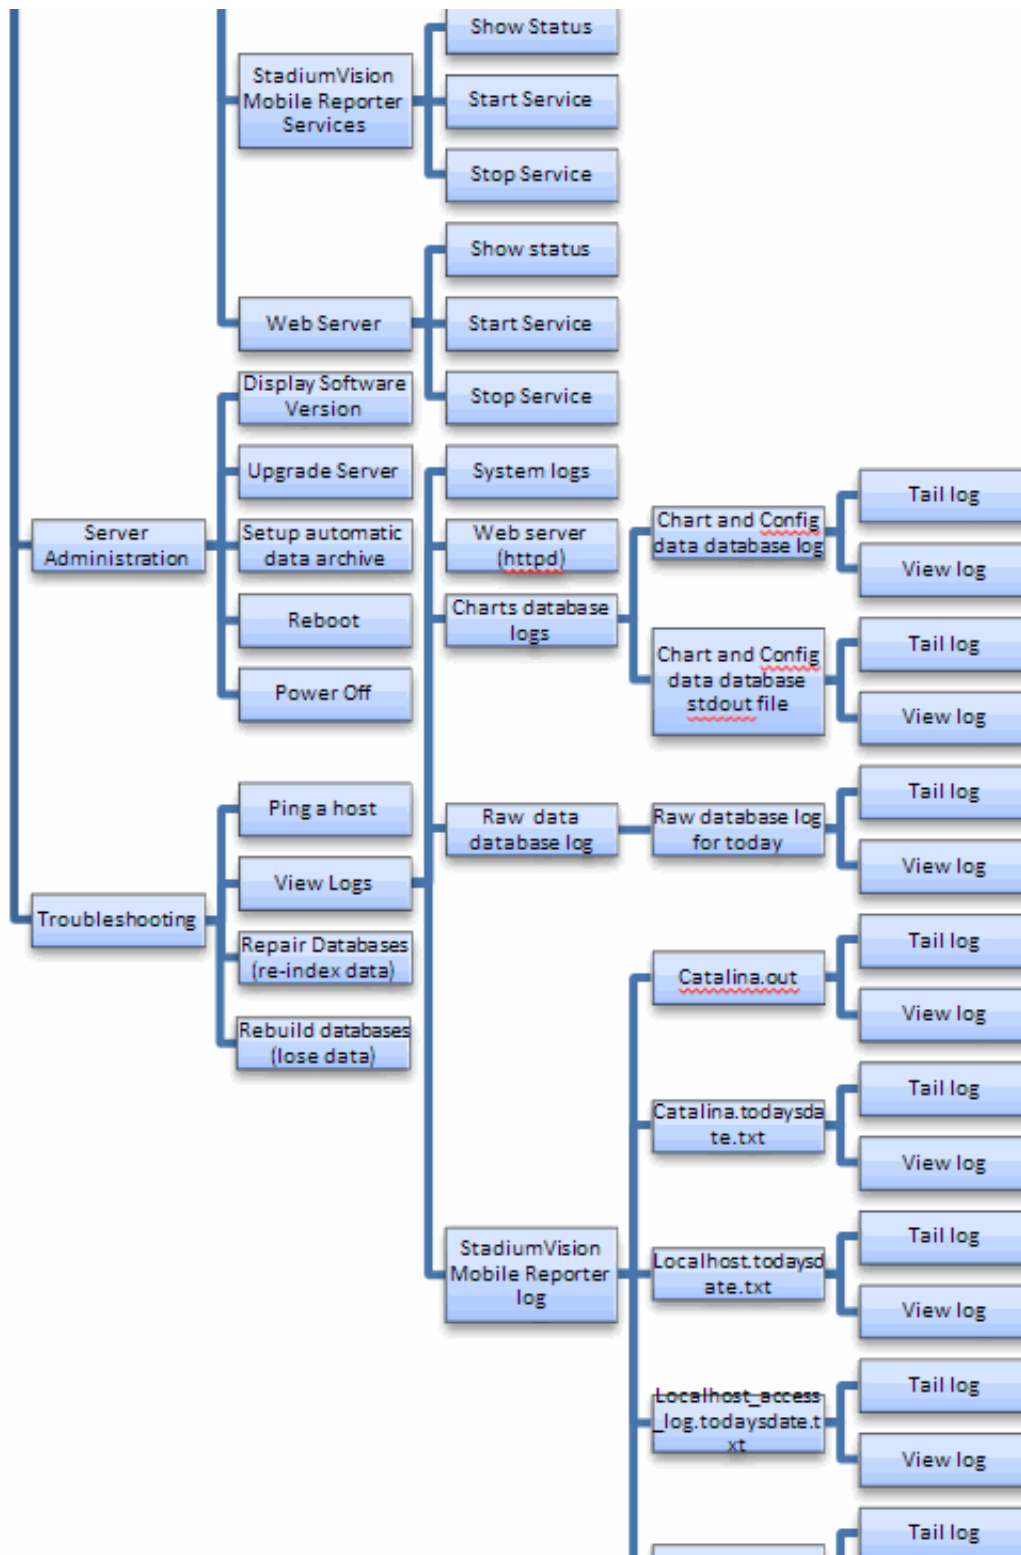 Show Status
StadiumVision
Mobile Reporter
Services
Start Service
Stop Service
Show status
Web Server
Start Service
Display Software
Version
Stop Service
Upgrade Server
System logs
Server
Administration
Setup automatic
data archive
Web server
(httpd)
Chart and Config
data database log
Tail log
View log
Reboot
Charts database
logs
Chart and Config
data database
stdout file
Tail log
View log
Power Off
Ping a host
Raw data
database log
Raw database log
for today
Tail log
View log
Troubleshooting
View Logs
Repair Databases
(re-index data)
Rebuild databases
(lose data)
Catalina.out
Tail log
View log
Catalina.todaysda
te.txt
Tail log
View log
StadiumVision
Mobile Reporter
log
Localhost.todaysd
ate.txt
Tail log
View log
Localhost_access
_log.todaysdate.t
xt
Tail log
View log
Tail log